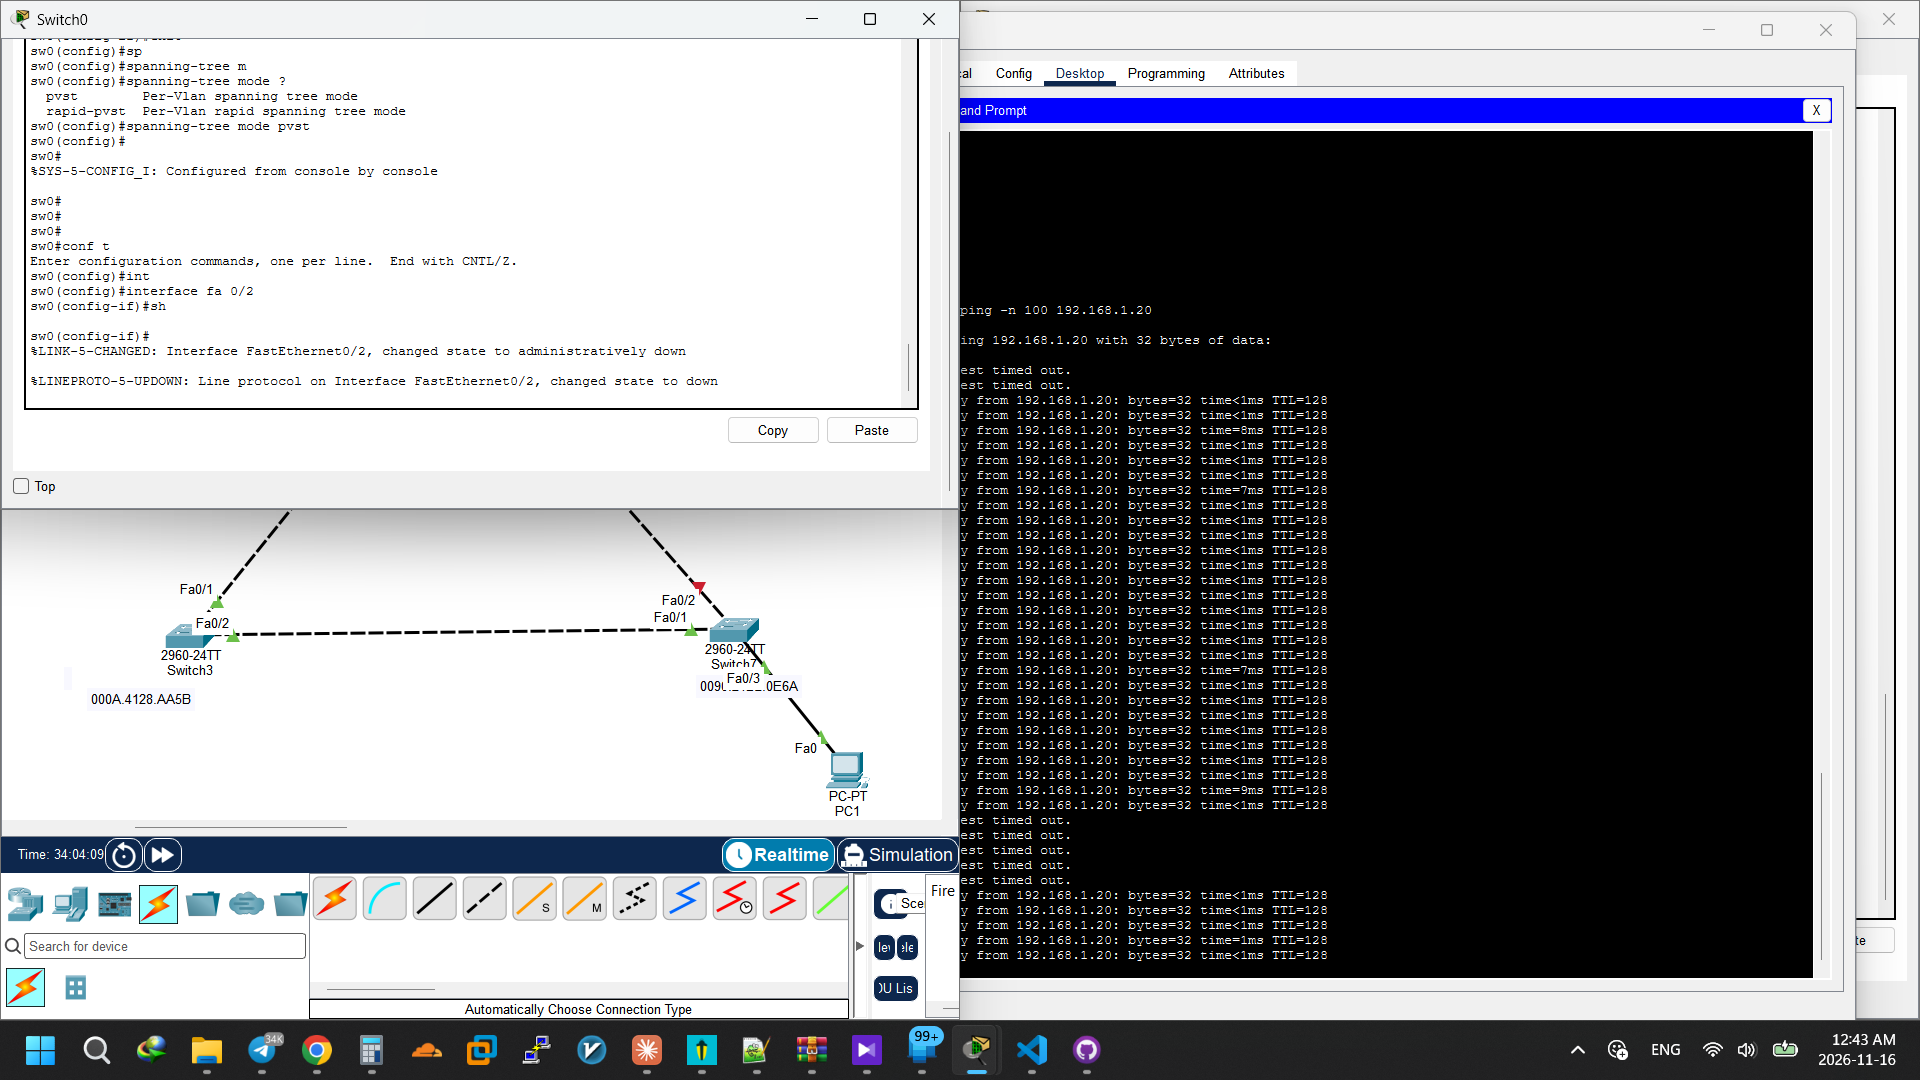 Switch0
sw0(config)#sp
sw0(config)#spanning-tree m
sw0(config)#spanning-tree mode ?
pvst Per-Vlan spanning tree mode
rapid-pvst Per-Vlan rapid spanning tree mode
sw0(config)#spanning-tree mode pvst
sw0(config)#
sw0#
%SYS-5-CONFIG_I: Configured from console by console
sw0#
sw0#
sw0#
sw0#conf t
Enter configuration commands, one per line. End with CNTL/Z.
sw0(config)#int
sw0(config)#interface fa 0/2
sw0(config-if)#sh
sw0(config-if)#
%LINK-5-CHANGED: Interface FastEthernet0/2, changed state to administratively down
%LINEPROTO-5-UPDOWN: Line protocol on Interface FastEthernet0/2, changed state to down
Copy
Paste
Top
al
Config
Desktop
Programming
Attributes
and Prompt
X
ping -n 100 192.168.1.20
ing 192.168.1.20 with 32 bytes of data:
est timed out.
est timed out.
y from 192.168.1.20: bytes=32 time<1ms TTL=128
y from 192.168.1.20: bytes=32 time<1ms TTL=128
y from 192.168.1.20: bytes=32 time=8ms TTL=128
y from 192.168.1.20: bytes=32 time<1ms TTL=128
y from 192.168.1.20: bytes=32 time<1ms TTL=128
y from 192.168.1.20: bytes=32 time<1ms TTL=128
y from 192.168.1.20: bytes=32 time=7ms TTL=128
y from 192.168.1.20: bytes=32 time<1ms TTL=128
y from 192.168.1.20: bytes=32 time<1ms TTL=128
y from 192.168.1.20: bytes=32 time<1ms TTL=128
y from 192.168.1.20: bytes=32 time<1ms TTL=128
y from 192.168.1.20: bytes=32 time<1ms TTL=128
y from 192.168.1.20: bytes=32 time<1ms TTL=128
y from 192.168.1.20: bytes=32 time<1ms TTL=128
y from 192.168.1.20: bytes=32 time<1ms TTL=128
y from 192.168.1.20: bytes=32 time<1ms TTL=128
y from 192.168.1.20: bytes=32 time<1ms TTL=128
y from 192.168.1.20: bytes=32 time<1ms TTL=128
y from 192.168.1.20: bytes=32 time=7ms TTL=128
y from 192.168.1.20: bytes=32 time<1ms TTL=128
y from 192.168.1.20: bytes=32 time<1ms TTL=128
y from 192.168.1.20: bytes=32 time<1ms TTL=128
y from 192.168.1.20: bytes=32 time<1ms TTL=128
y from 192.168.1.20: bytes=32 time<1ms TTL=128
y from 192.168.1.20: bytes=32 time<1ms TTL=128
y from 192.168.1.20: bytes=32 time<1ms TTL=128
y from 192.168.1.20: bytes=32 time=9ms TTL=128
y from 192.168.1.20: bytes=32 time<1ms TTL=128
est timed out.
est timed out.
est timed out.
est timed out.
est timed out.
y from 192.168.1.20: bytes=32 time<1ms TTL=128
y from 192.168.1.20: bytes=32 time<1ms TTL=128
y from 192.168.1.20: bytes=32 time<1ms TTL=128
y from 192.168.1.20: bytes=32 time=1ms TTL=128
y from 192.168.1.20: bytes=32 time<1ms TTL=128
te
Fa0/1
Fa0/2
2960-24TT
Switch3
000A.4128.AA5B
Fa0/2
Fa0/1
2960-24TT
Switch7
Fa0/3
0E6A
Fa0
PC-PT
PC1
Time: 34:04:09
Realtime
Simulation
S
M
Scer
Fire
Search for device
)U Lis
Automatically Choose Connection Type
34K
99+
ENG
12:43 AM
2026-11-16